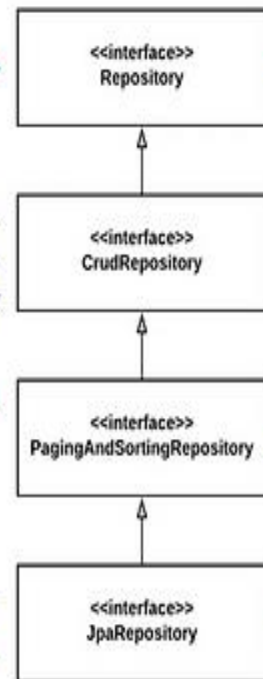 <<interface>>
Repository
<<interface>>
CrudRepository
<<interface>>
PagingAndSortingRepository
<<interface>>
JpaRepository